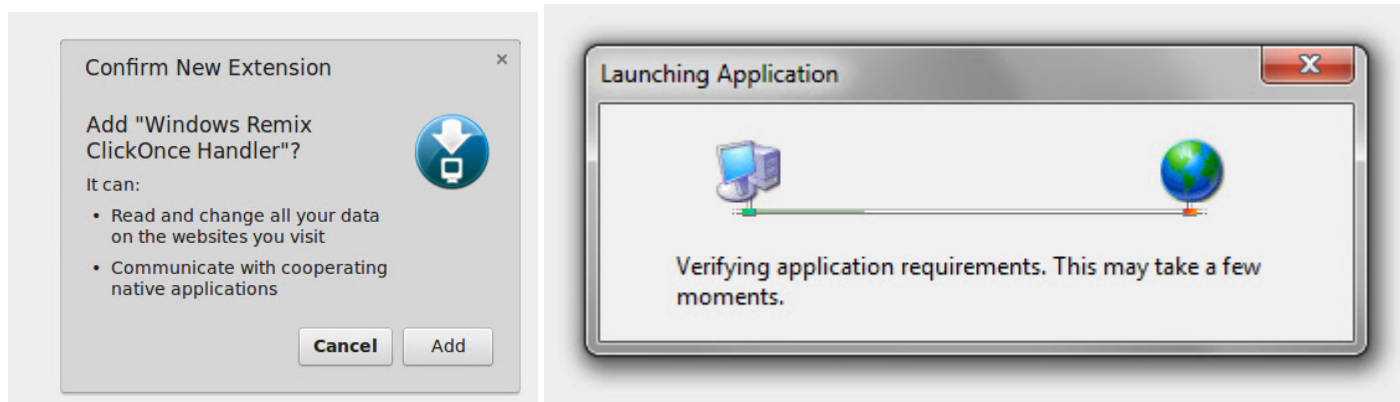 Confirm New Extension
×
Add "Windows Remix
ClickOnce Handler"?
It can:
• Read and change all your data
on the websites you visit
• Communicate with cooperating
native applications
Cancel
Add
Launching Application
X
Verifying application requirements. This may take a few
moments.